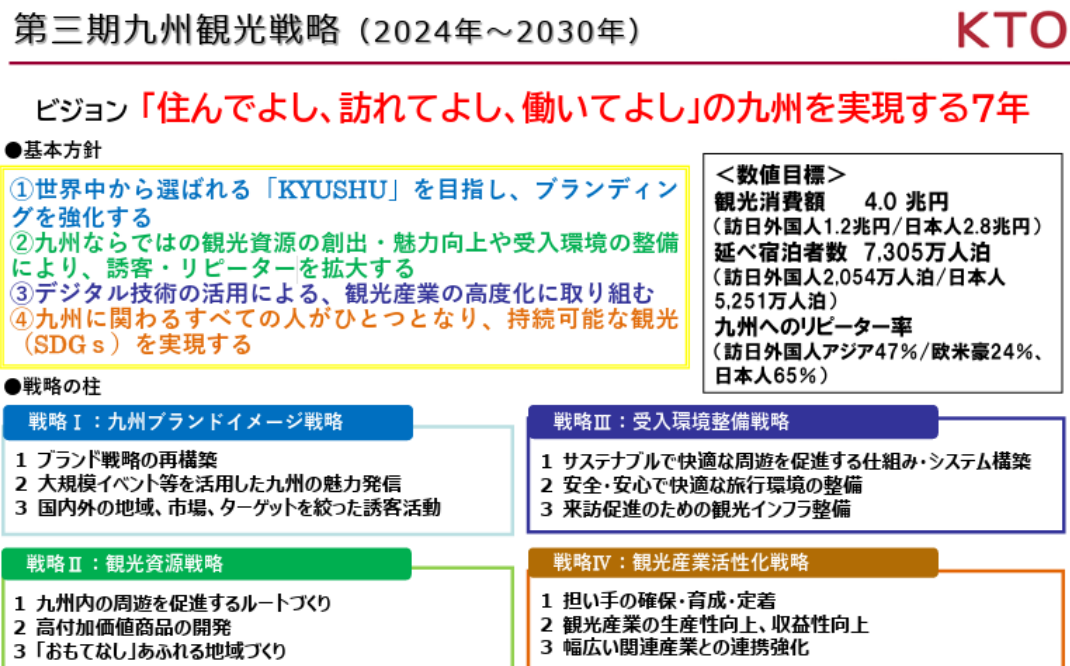 第三期九州観光戦略（2024年～2030年）
KTO
ビジョン「住んでよし、訪れてよし、働いてよし」の九州を実現する7年
●基本方針
①世界中から選ばれる「KYUSHU」を目指し、ブランディン
グを強化する
②九州ならではの観光資源の創出・魅力向上や受入環境の整備
により、誘客・リピーターを拡大する
③デジタル技術の活用による、観光産業の高度化に取り組む
④九州に関わるすべての人がひとつとなり、持続可能な観光
（SDGｓ）を実現する
＜数値目標＞
観光消費額　4.0 兆円
（訪日外国人1.2兆円/日本人2.8兆円）
延べ宿泊者数　7,305万人泊
（訪日外国人2,054万人泊/日本人
5,251万人泊）
九州へのリピーター率
（訪日外国人アジア47％/欧米豪24％、
日本人65％）
●戦略の柱
戦略Ⅰ：九州ブランドイメージ戦略
1 ブランド戦略の再構築
2 大規模イベント等を活用した九州の魅力発信
3 国内外の地域、市場、ターゲットを絞った誘客活動
戦略Ⅱ：観光資源戦略
1 九州内の周遊を促進するルートづくり
2 高付加価値商品の開発
3 「おもてなし」あふれる地域づくり
戦略Ⅲ：受入環境整備戦略
1 サステナブルで快適な周遊を促進する仕組み・システム構築
2 安全・安心で快適な旅行環境の整備
3 来訪促進のための観光インフラ整備
戦略Ⅳ：観光産業活性化戦略
1 担い手の確保・育成・定着
2 観光産業の生産性向上、収益性向上
3 幅広い関連産業との連携強化